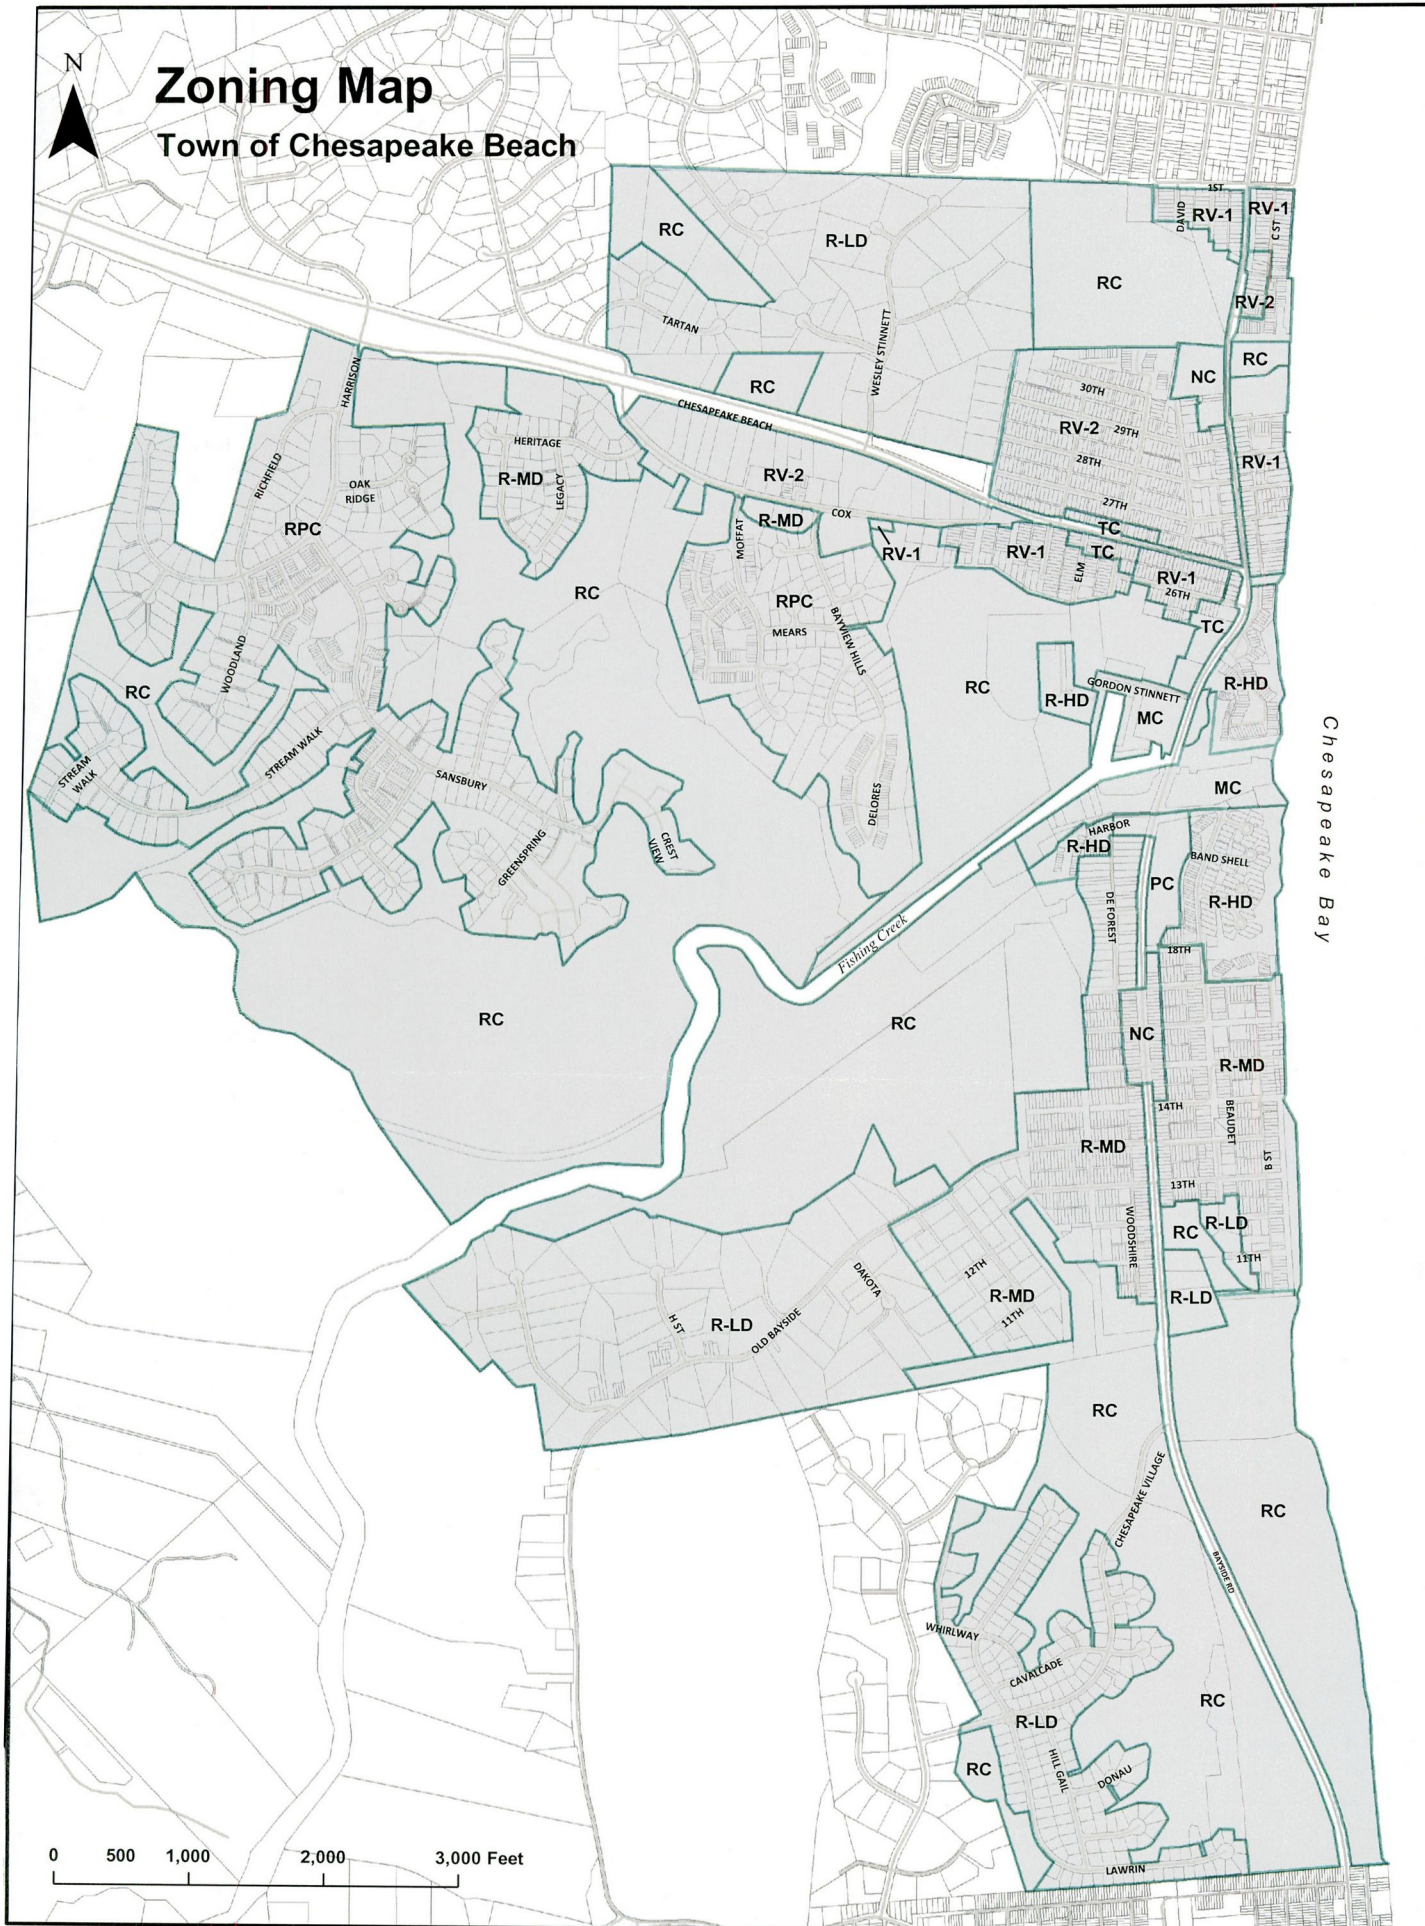 N
Zoning Map
Town of Chesapeake Beach
1ST
DAVID
RV-1
RV-1
C ST
RC
R-LD
RC
RV-2
TARTAN
WESLEY STINNETT
RC
NC
RC
HARRISON
30TH
CHESAPEAKE BEACH
RV-2
29TH
HERITAGE
28TH
RV-1
RICHFIELD
OAK
RIDGE
R-MD
LEGACY
RV-2
27TH
RPC
MOFFAT
R-MD
COX
TC
RV-1
RV-1
TC
ELM
RV-1
26TH
RC
RPC
BAYVIEW HILLS
MEARS
TC
WOODLAND
RC
RC
R-HD
GORDON STINNETT
MC
R-HD
STREAM WALK
STREAM
WALK
SANSBURY
DELORES
MC
Chesapeake Bay
HARBOR
R-HD
CREST
VIEW
GREENSPRING
BAND SHELL
PC
R-HD
DE FOREST
Fishing Creek
18TH
RC
RC
NC
R-MD
14TH
BEAUDET
R-MD
B ST
13TH
WOODSHIRE
RC
R-LD
11TH
12TH
DAKOTA
R-MD
11TH
R-LD
H ST
R-LD
OLD BAYSIDE
RC
CHESAPEAKE VILLAGE
RC
BAYSIDE RD
WHIRLWAY
CAVALCADE
RC
R-LD
RC
HILL GAIL
DONAU
LAWRIN
0 500 1,000 2,000 3,000 Feet